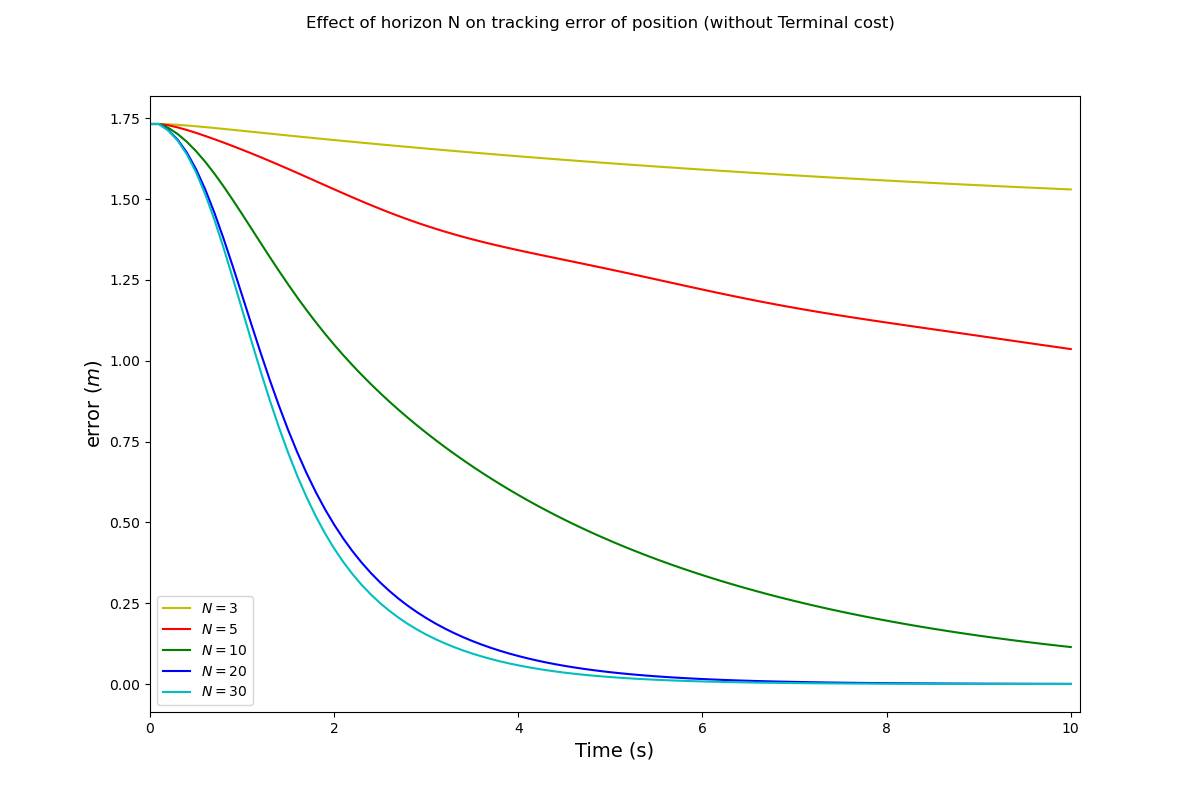 Effect of horizon N on tracking error of position (without Terminal cost)
1.75
1.50
1.25
1.00
0.75
0.50
0.25
0.00
error (m)
N = 3
N = 5
N = 10
N = 20
N = 30
0 2 4 6 8 10
Time (s)